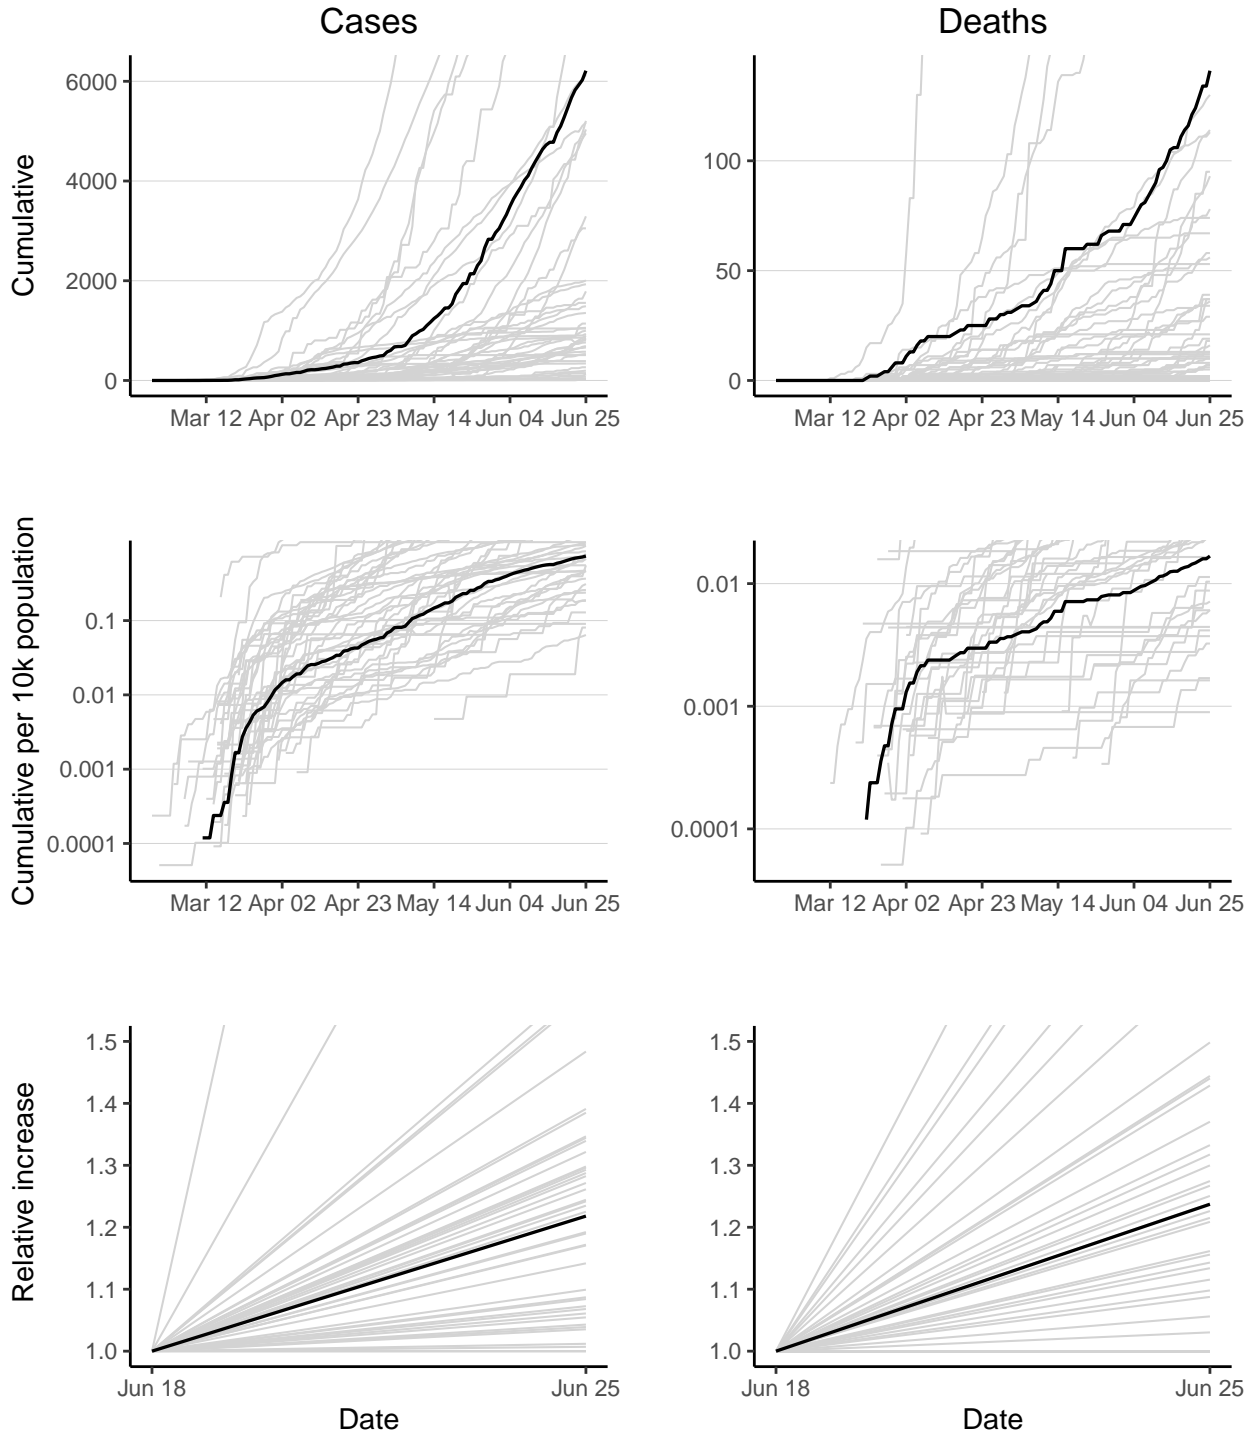 Cases
Deaths
Cumulative
6000
4000
2000
0
Mar 12 Apr 02 Apr 23 May 14 Jun 04 Jun 25
100
50
0
Mar 12 Apr 02 Apr 23 May 14 Jun 04 Jun 25
Cumulative per 10k population
0.1
0.01
0.001
0.0001
Mar 12 Apr 02 Apr 23 May 14 Jun 04 Jun 25
0.01
0.001
0.0001
Mar 12 Apr 02 Apr 23 May 14 Jun 04 Jun 25
Relative increase
1.5
1.4
1.3
1.2
1.1
1.0
Jun 18 Jun 25
Date
1.5
1.4
1.3
1.2
1.1
1.0
Jun 18 Jun 25
Date